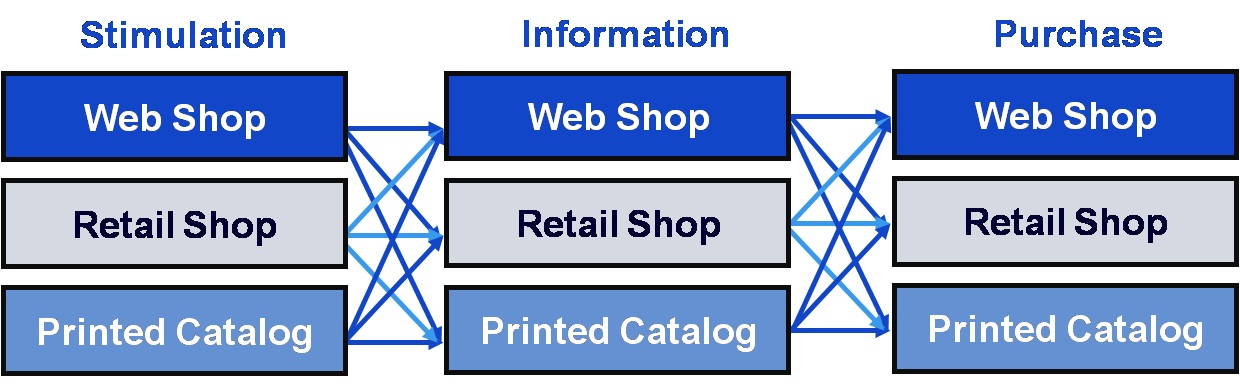 Stimulation
Information
Purchase
Web Shop
Web Shop
Web Shop
Retail Shop
Retail Shop
Retail Shop
Printed Catalog
Printed Catalog
Printed Catalog